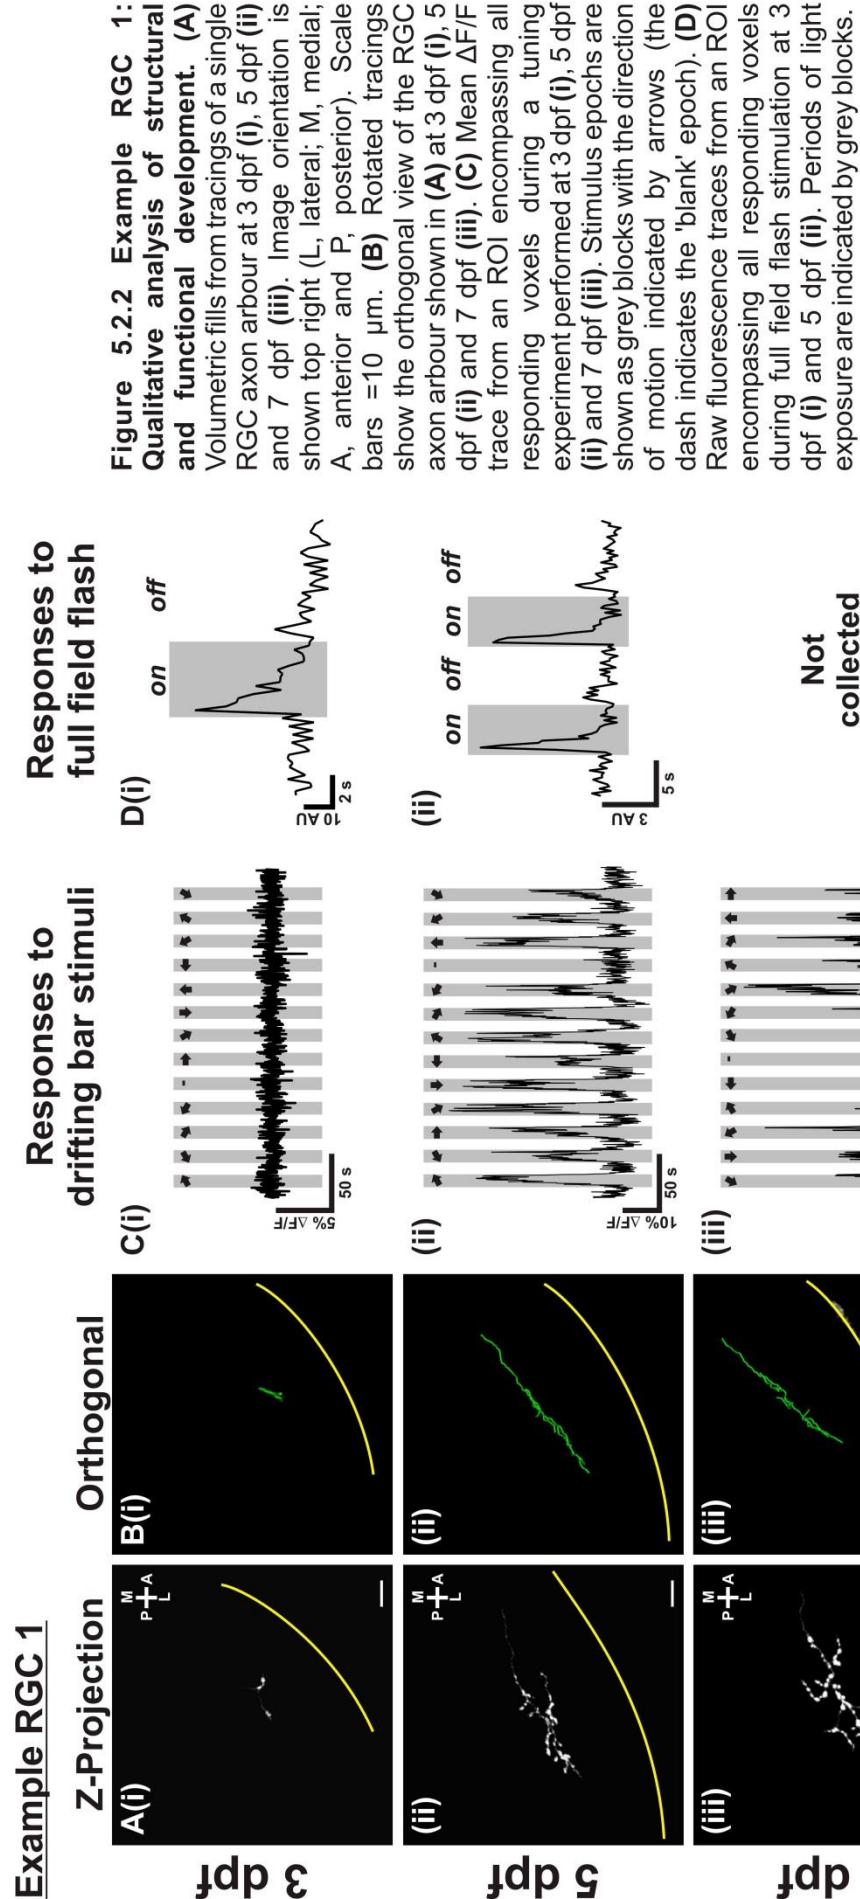 Example RGC 1
Z-Projection
Orthogonal
Responses to
drifting bar stimuli
Responses to
full field flash
3 dpf
A(i)
M
P A
L
B(i)
C(i)
5% ΔF/F
50 s
D(i)
on
off
10 AU
2 s
5 dpf
(ii)
M
P A
L
(ii)
(ii)
10% ΔF/F
50 s
(ii)
on
off
on
off
3 AU
5 s
dpf
(iii)
M
P A
L
(iii)
(iii)
Not
collected
Figure 5.2.2 Example RGC 1:
Qualitative analysis of structural
and functional development. (A)
Volumetric fills from tracings of a single
RGC axon arbour at 3 dpf (i), 5 dpf (ii)
and 7 dpf (iii). Image orientation is
shown top right (L, lateral; M, medial;
A, anterior and P, posterior). Scale
bars =10 μm. (B) Rotated tracings
show the orthogonal view of the RGC
axon arbour shown in (A) at 3 dpf (i), 5
dpf (ii) and 7 dpf (iii). (C) Mean ΔF/F
trace from an ROI encompassing all
responding voxels during a tuning
experiment performed at 3 dpf (i), 5 dpf
(ii) and 7 dpf (iii). Stimulus epochs are
shown as grey blocks with the direction
of motion indicated by arrows (the
dash indicates the 'blank' epoch). (D)
Raw fluorescence traces from an ROI
encompassing all responding voxels
during full field flash stimulation at 3
dpf (i) and 5 dpf (ii). Periods of light
exposure are indicated by grey blocks.